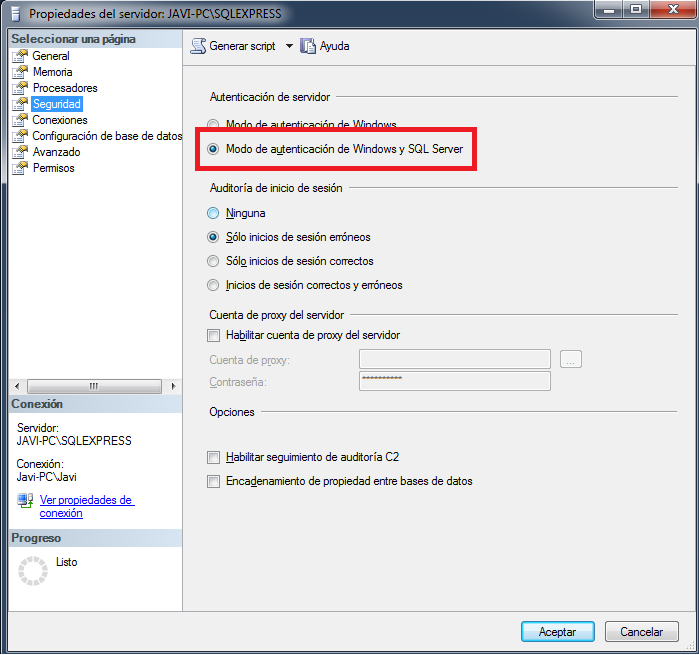 Propiedades del servidor: JAVI-PC\SQLEXPRESS
Seleccionar una página
General
Memoria
Procesadores
Seguridad
Conexiones
Configuración de base de datos
Avanzado
Permisos
Conexión
Servidor:
JAVI-PC\SQLEXPRESS
Conexión:
Javi-PC\Javi
Ver propiedades de
conexión
Progreso
Listo
Generar script
Ayuda
Autenticación de servidor
Modo de autenticación de Windows
Modo de autenticación de Windows y SQL Server
Auditoría de inicio de sesión
Ninguna
Sólo inicios de sesión erróneos
Sólo inicios de sesión correctos
Inicios de sesión correctos y erróneos
Cuenta de proxy del servidor
Habilitar cuenta de proxy del servidor
Cuenta de proxy:
...
Contraseña:
**********
Opciones
Habilitar seguimiento de auditoría C2
Encadenamiento de propiedad entre bases de datos
Aceptar
Cancelar